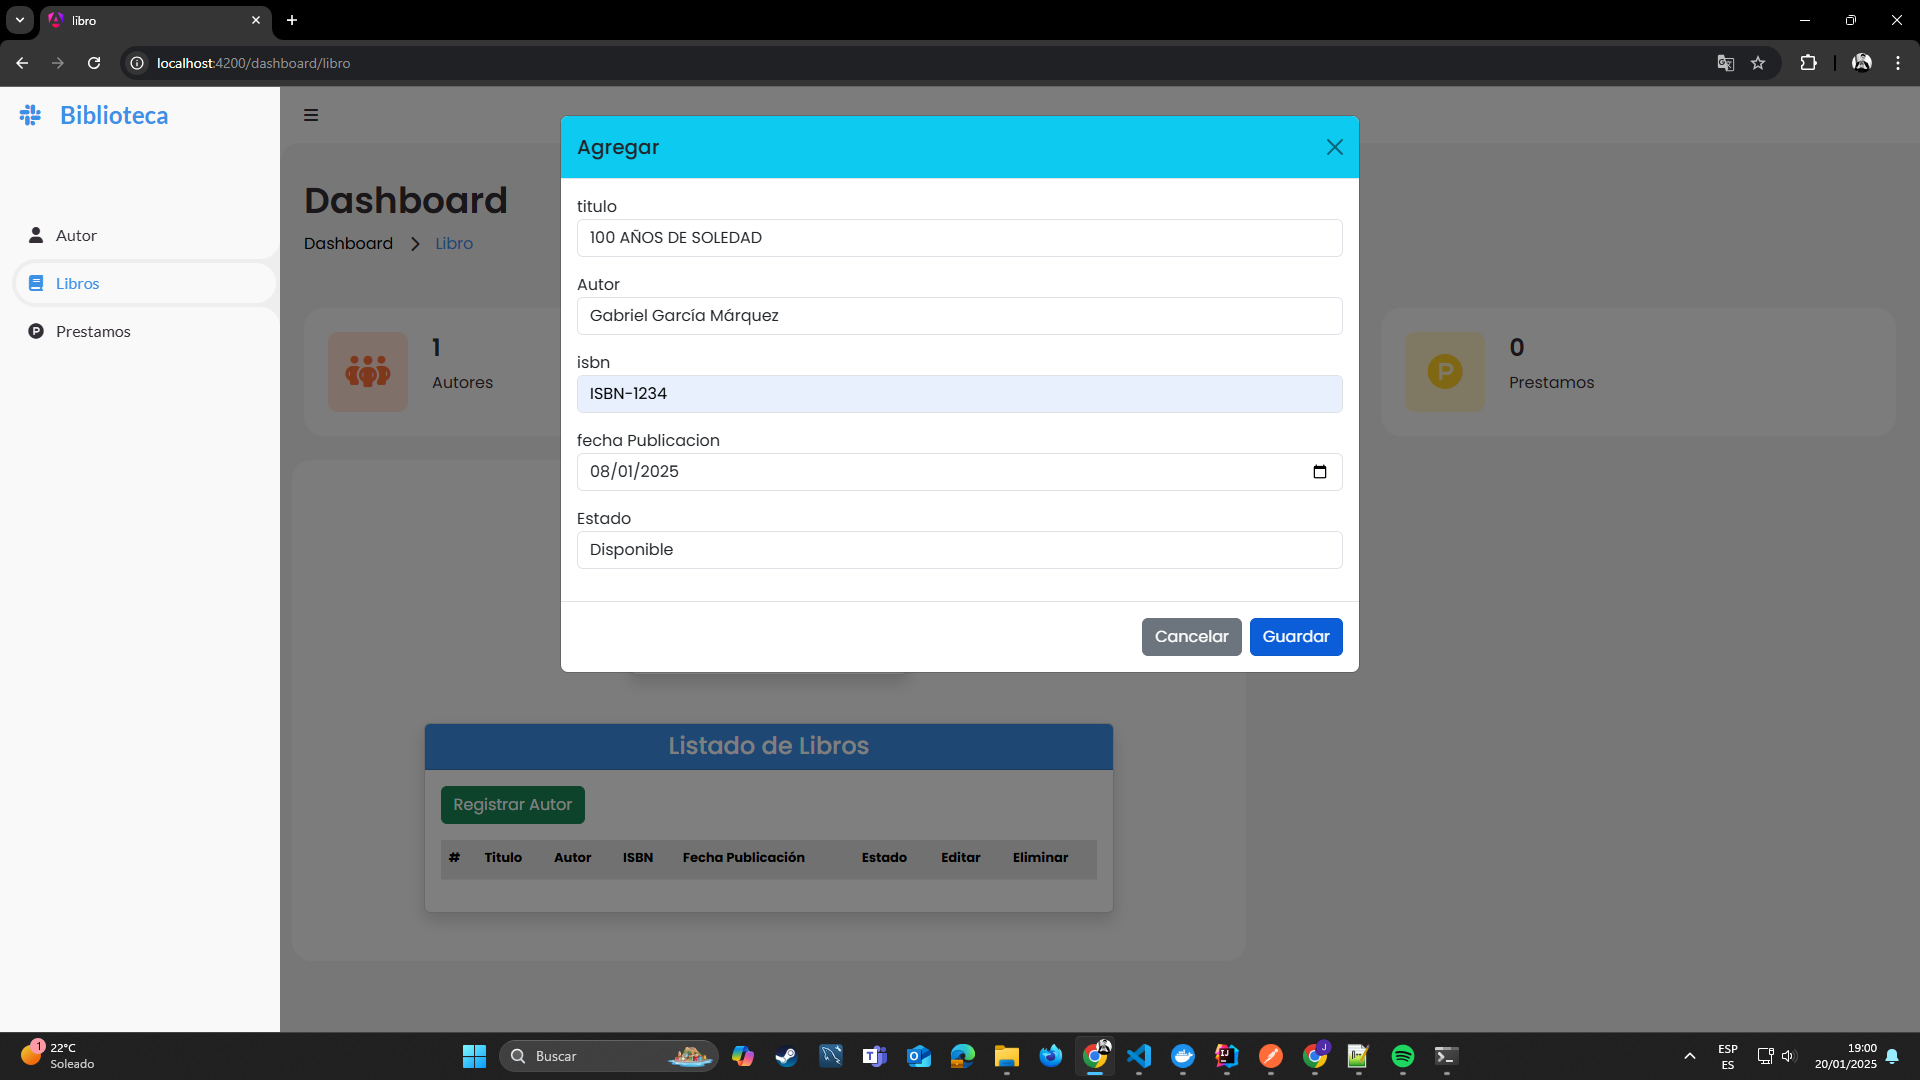 libro
localhost:4200/dashboard/libro
Biblioteca
Autor
Libros
Prestamos
Dashboard
Dashboard
Libro
1
Autores
0
Prestamos
Agregar
titulo
100 AÑOS DE SOLEDAD
Autor
Gabriel García Márquez
isbn
ISBN-1234
fecha Publicacion
08/01/2025
Estado
Disponible
Cancelar
Guardar
Listado de Libros
Registrar Autor
# Titulo Autor ISBN Fecha Publicación Estado Editar Eliminar
1
22°C
Soleado
Buscar
ESP
ES
19:00
20/01/2025